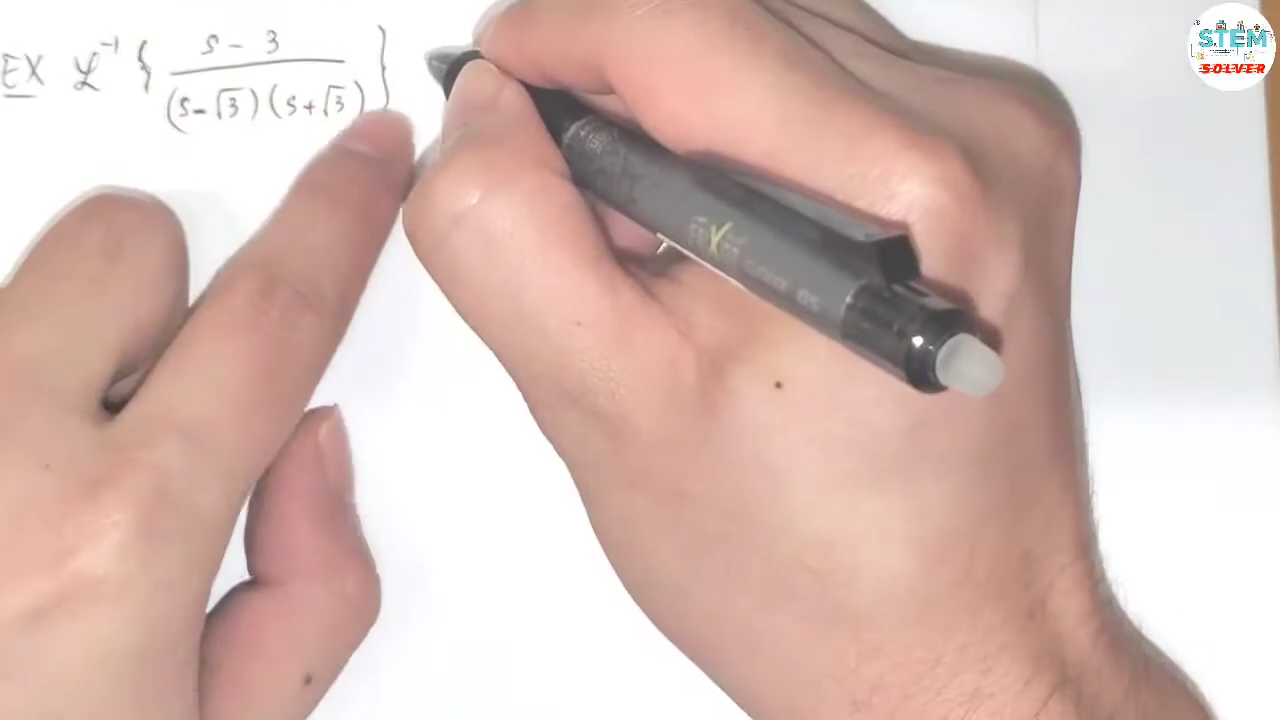 EX ℒ⁻¹ { (s - 3) / ((s-√3)(s+√3)) }
STEM
SOLVER